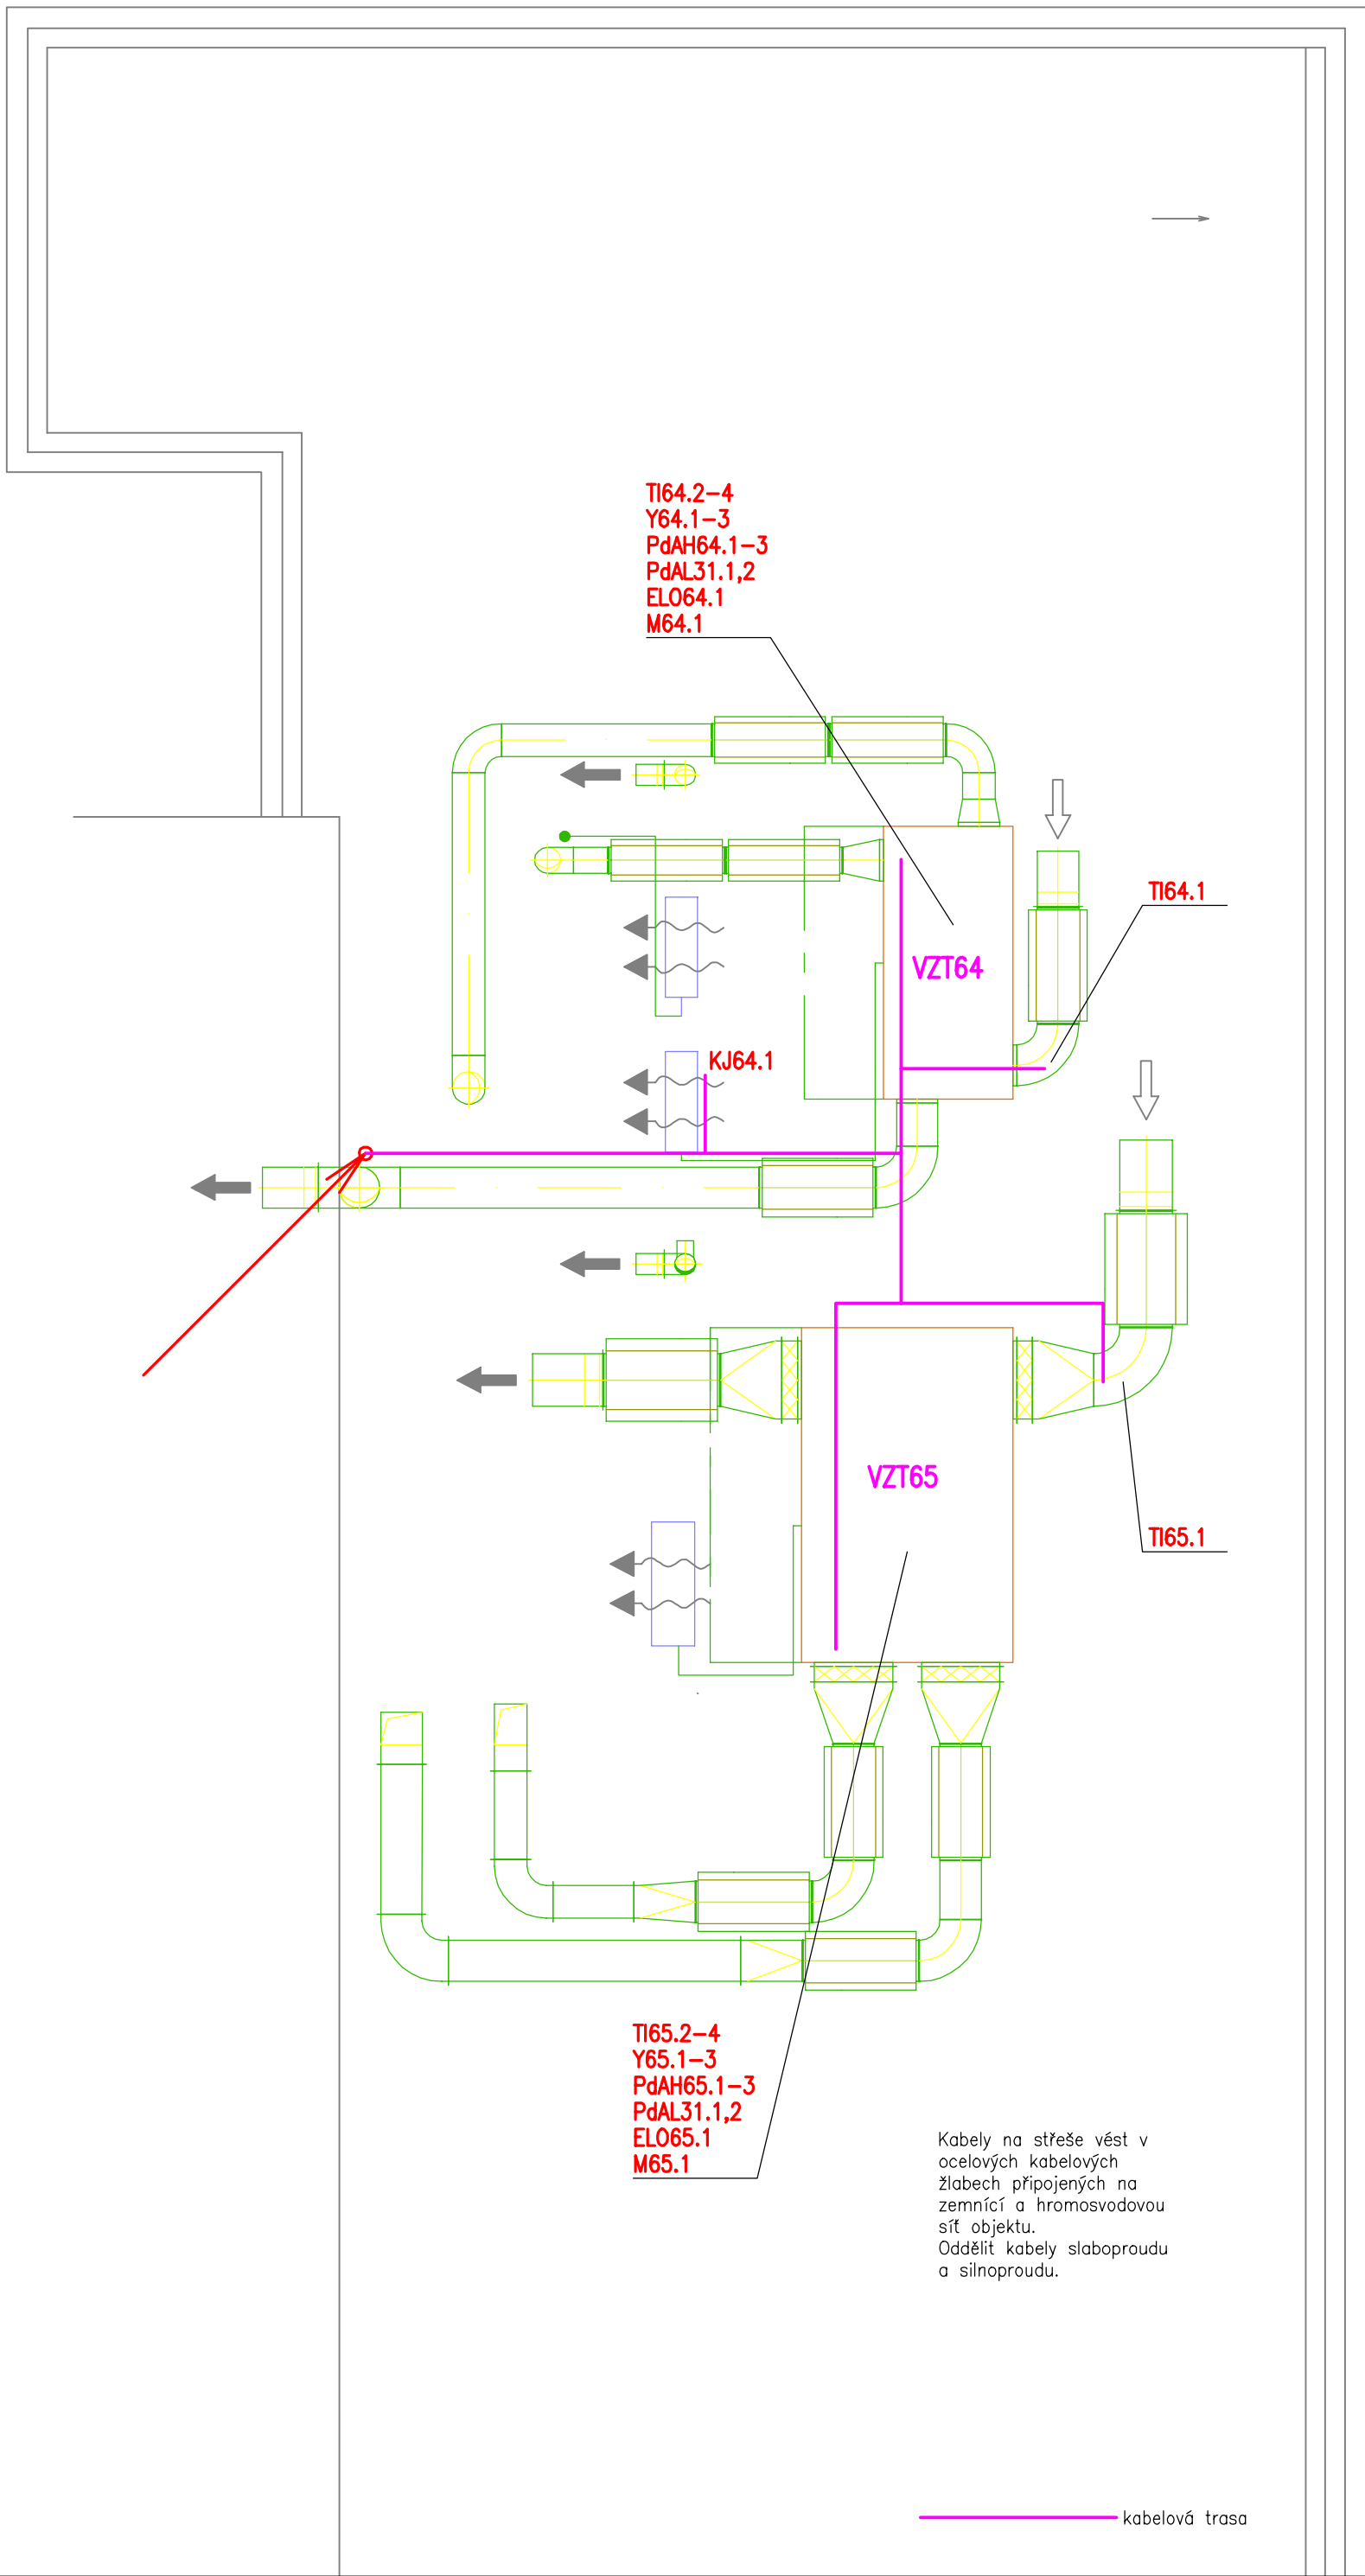 TI64.2-4
Y64.1-3
PdAH64.1-3
PdAL31.1,2
ELO64.1
M64.1
TI64.1
VZT64
KJ64.1
VZT65
TI65.1
TI65.2-4
Y65.1-3
PdAH65.1-3
PdAL31.1,2
ELO65.1
M65.1
Kabely na střeše vést v
ocelových kabelových
žlabech připojených na
zemnící a hromosvodovou
síť objektu.
Oddělit kabely slaboproudu
a silnoproudu.
kabelová trasa